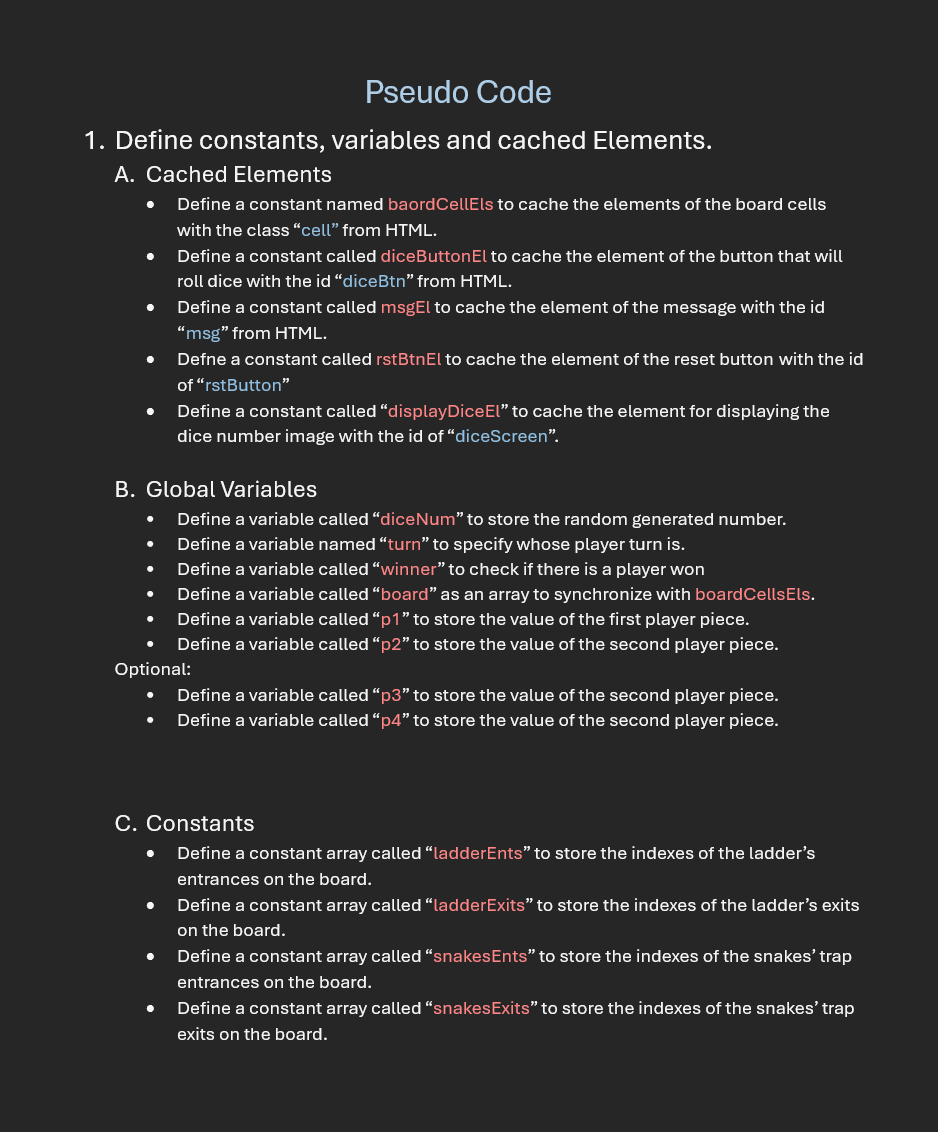 Pseudo Code
1. Define constants, variables and cached Elements.
A. Cached Elements
• Define a constant named baordCellEls to cache the elements of the board cells
with the class “cell” from HTML.
• Define a constant called diceButtonEl to cache the element of the button that will
roll dice with the id “diceBtn” from HTML.
• Define a constant called msgEl to cache the element of the message with the id
“msg” from HTML.
• Defne a constant called rstBtnEl to cache the element of the reset button with the id
of “rstButton”
• Define a constant called “displayDiceEl” to cache the element for displaying the
dice number image with the id of “diceScreen”.
B. Global Variables
• Define a variable called “diceNum” to store the random generated number.
• Define a variable named “turn” to specify whose player turn is.
• Define a variable called “winner” to check if there is a player won
• Define a variable called “board” as an array to synchronize with boardCellsEls.
• Define a variable called “p1” to store the value of the first player piece.
• Define a variable called “p2” to store the value of the second player piece.
Optional:
• Define a variable called “p3” to store the value of the second player piece.
• Define a variable called “p4” to store the value of the second player piece.
C. Constants
• Define a constant array called “ladderEnts” to store the indexes of the ladder’s
entrances on the board.
• Define a constant array called “ladderExits” to store the indexes of the ladder’s exits
on the board.
• Define a constant array called “snakesEnts” to store the indexes of the snakes’ trap
entrances on the board.
• Define a constant array called “snakesExits” to store the indexes of the snakes’ trap
exits on the board.